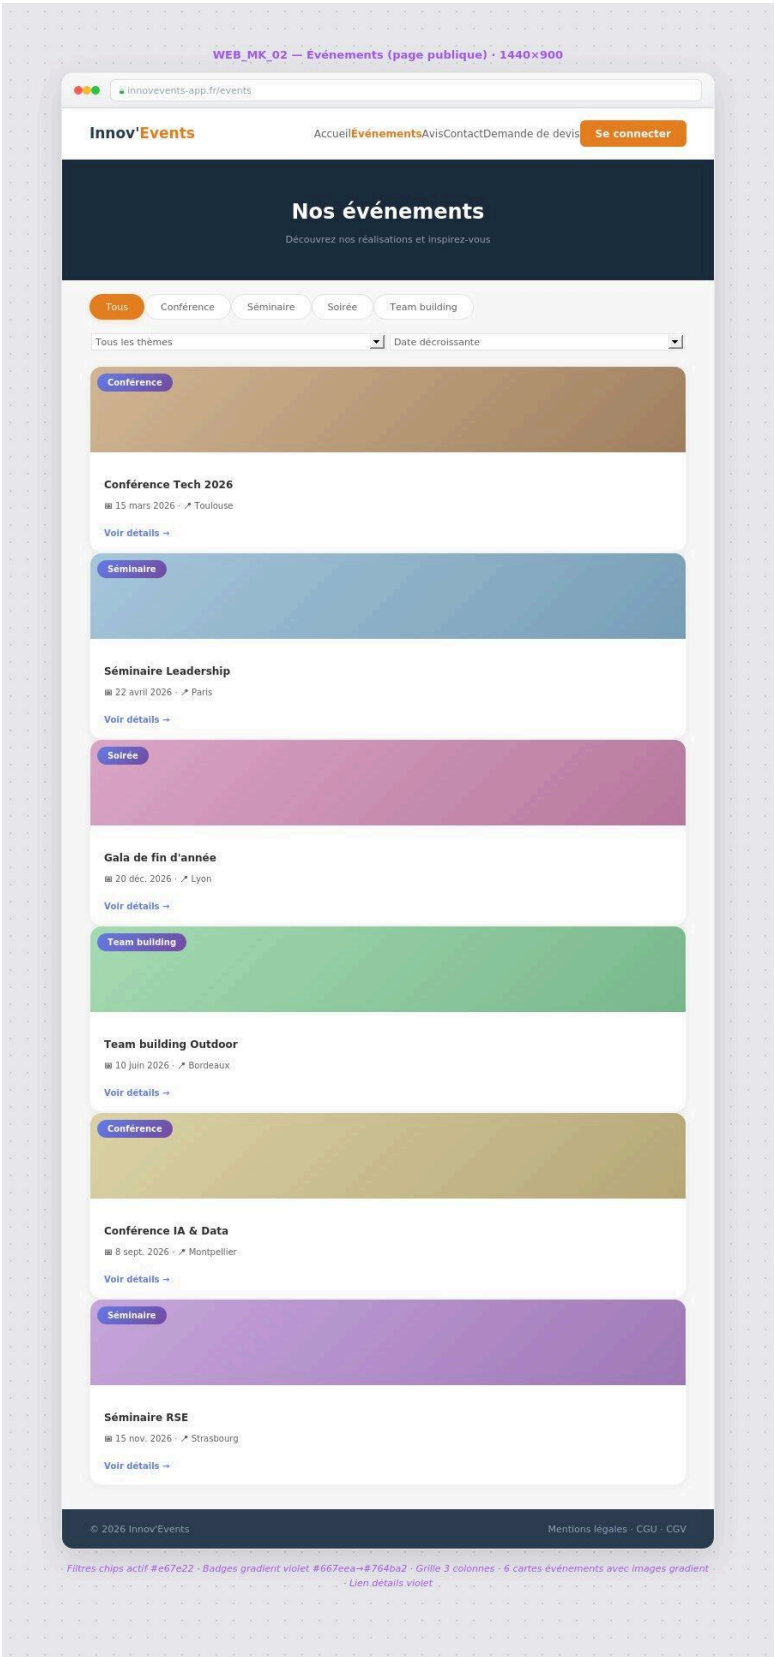 WEB_MK_02 — Événements (page publique) · 1440×900
innovevents-app.fr/events
Innov'Events
Accueil Événements Avis Contact Demande de devis Se connecter
Nos événements
Découvrez nos réalisations et inspirez-vous
Tous Conférence Séminaire Soirée Team building
Tous les thèmes Date décroissante
Conférence
Conférence Tech 2026
15 mars 2026 · Toulouse
Voir détails →
Séminaire
Séminaire Leadership
22 avril 2026 · Paris
Voir détails →
Soirée
Gala de fin d'année
20 déc. 2026 · Lyon
Voir détails →
Team building
Team building Outdoor
10 juin 2026 · Bordeaux
Voir détails →
Conférence
Conférence IA & Data
8 sept. 2026 · Montpellier
Voir détails →
Séminaire
Séminaire RSE
15 nov. 2026 · Strasbourg
Voir détails →
© 2026 Innov'Events Mentions légales · CGU · CGV
Filtres chips actif #e67e22 · Badges gradient violet #667eea→#764ba2 · Grille 3 colonnes · 6 cartes événements avec images gradient
· Lien détails violet